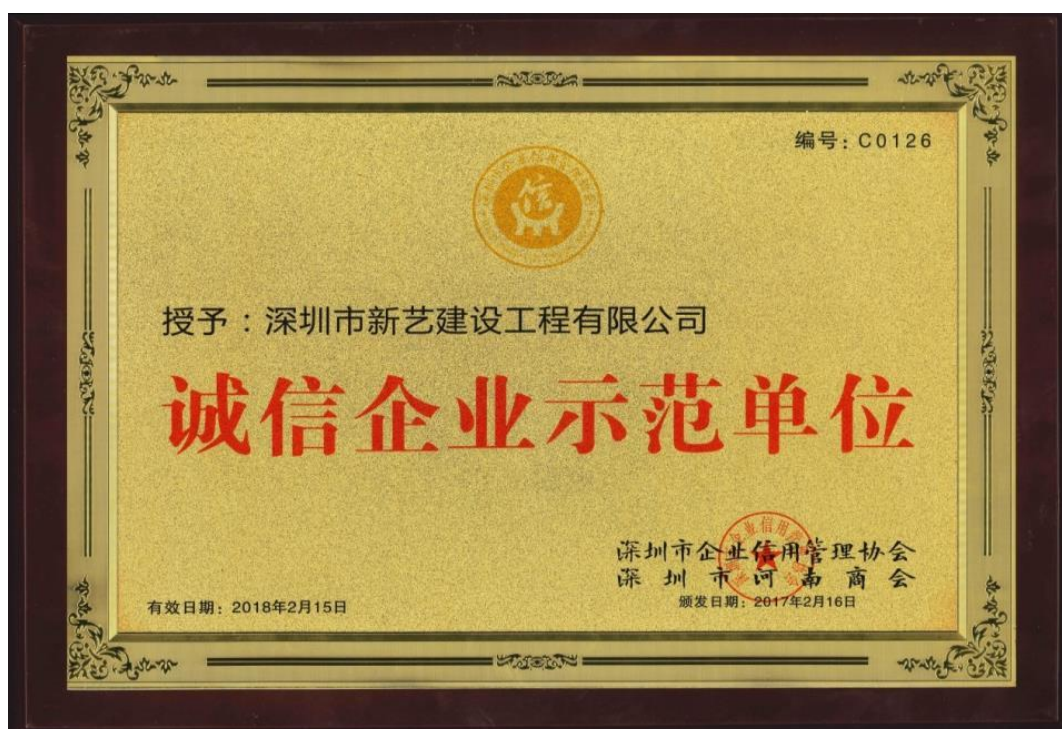 编号：C0126
信
授予：深圳市新艺建设工程有限公司
诚信企业示范单位
深圳市企业信用管理协会
深圳市河南商会
有效日期：2018年2月15日
颁发日期：2017年2月16日